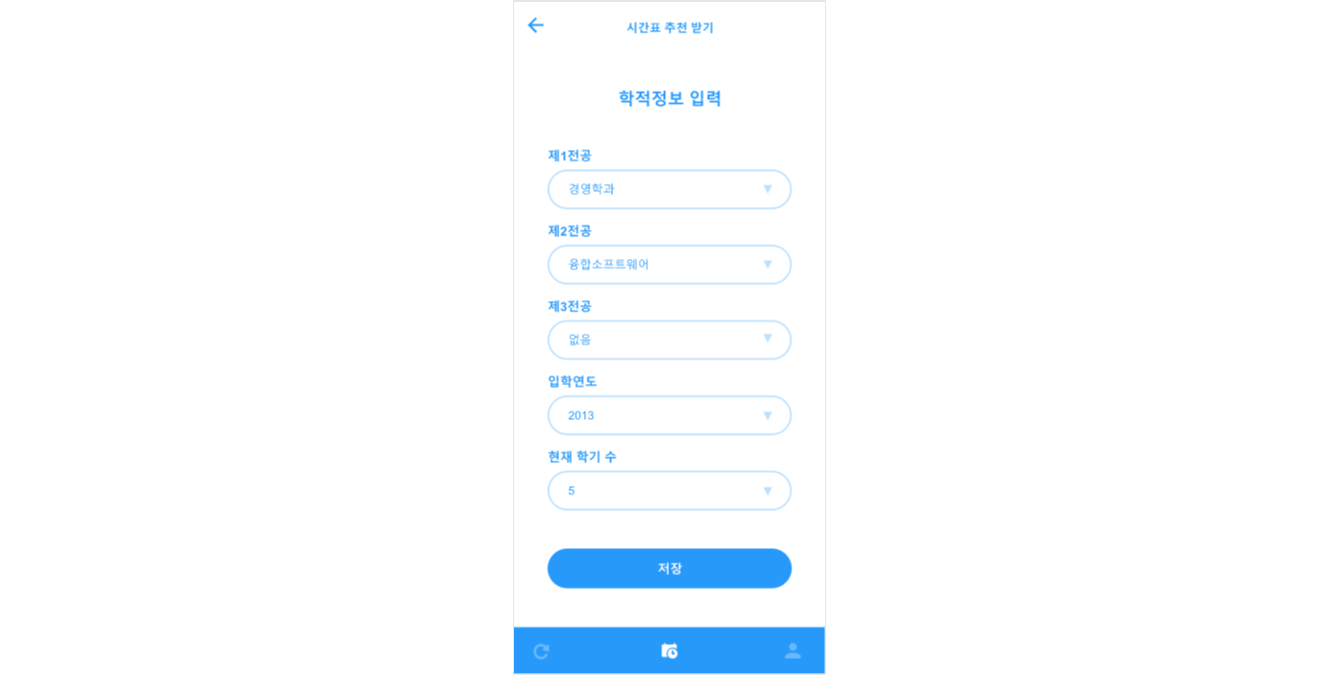 시간표 추천 받기
학적정보 입력
제1전공
경영학과
제2전공
융합소프트웨어
제3전공
없음
입학연도
2013
현재 학기 수
5
저장